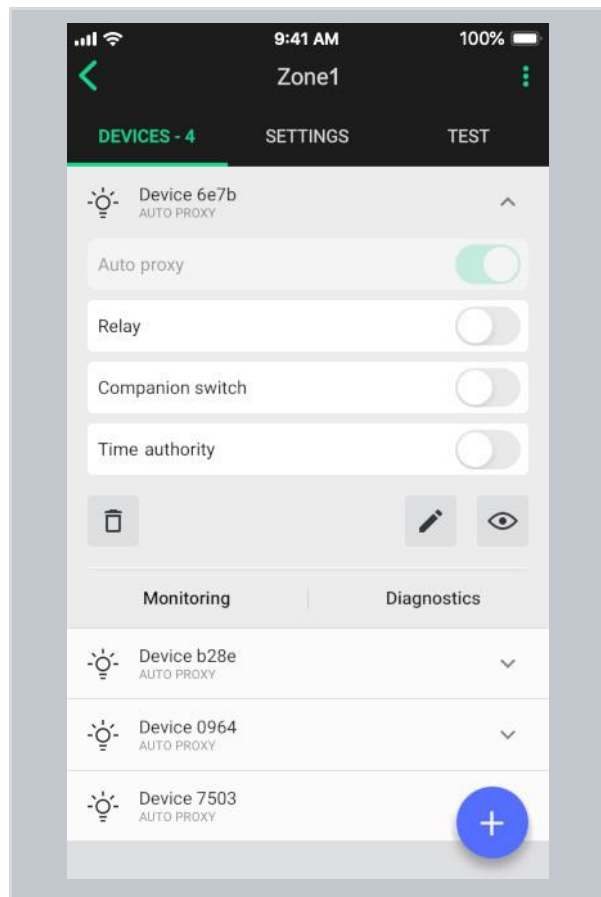 9:41 AM
100%
Zone1
DEVICES - 4
SETTINGS
TEST
Device 6e7b
AUTO PROXY
Auto proxy
Relay
Companion switch
Time authority
Monitoring
Diagnostics
Device b28e
AUTO PROXY
Device 0964
AUTO PROXY
Device 7503
AUTO PROXY